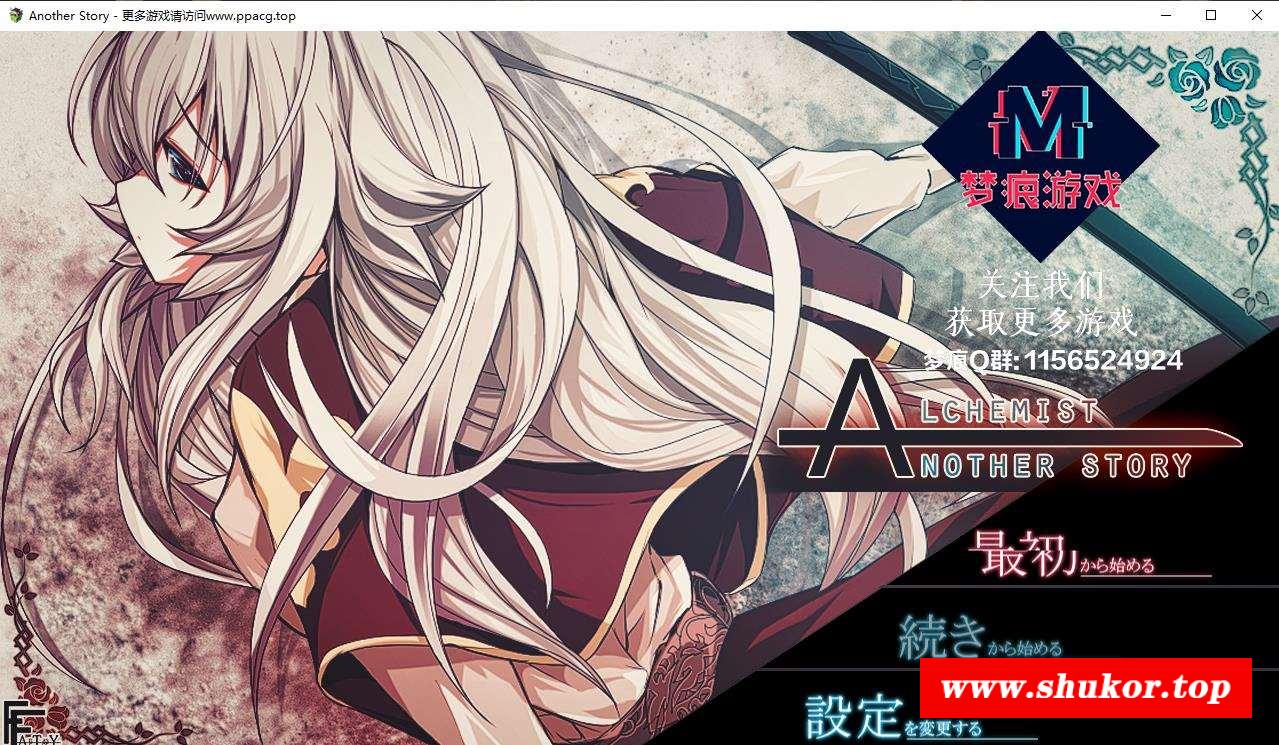 Another Story - 更多游戏请访问www.ppacg.top
M
梦痕游戏
关注我们
获取更多游戏
梦痕Q群:1156524924
ALCHEMIST
ANOTHER STORY
最初から始める
続きから始める
www.shukor.top
設定を変更する